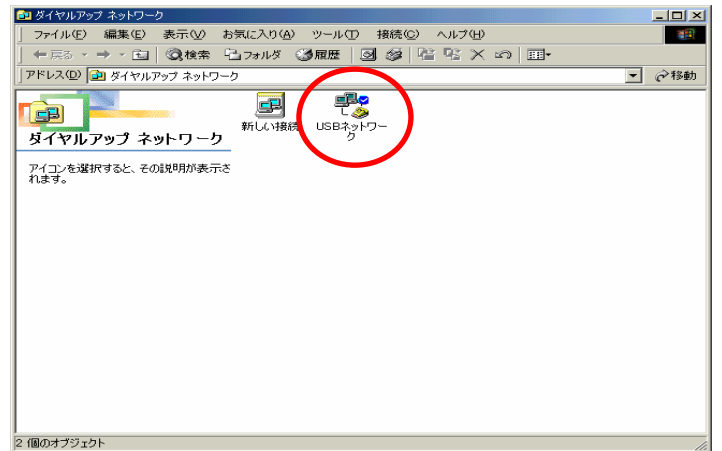 ダイヤルアップ ネットワーク
ファイル(F) 編集(E) 表示(V) お気に入り(A) ツール(T) 接続(C) ヘルプ(H)
戻る 検索 フォルダ 履歴
アドレス(D) ダイヤルアップ ネットワーク 移動
ダイヤルアップ ネットワーク
アイコンを選択すると、その説明が表示さ
れます。
新しい接続
USBネットワー
ク
2 個のオブジェクト